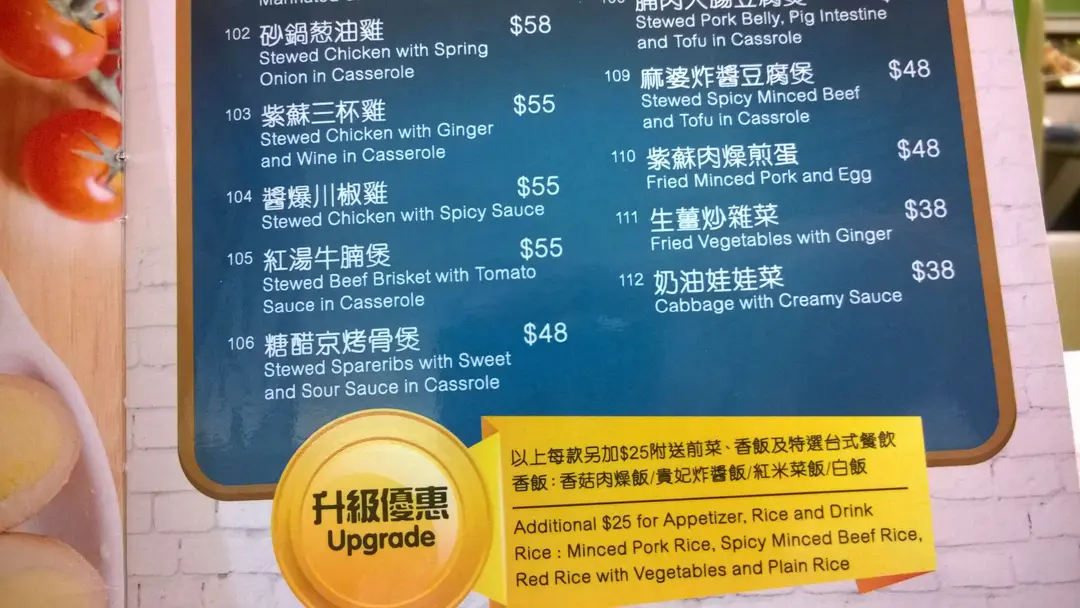 102 砂鍋葱油雞 $58
Stewed Chicken with Spring
Onion in Casserole
103 紫蘇三杯雞 $55
Stewed Chicken with Ginger
and Wine in Casserole
104 醬爆川椒雞 $55
Stewed Chicken with Spicy Sauce
105 紅湯牛腩煲 $55
Stewed Beef Brisket with Tomato
Sauce in Casserole
106 糖醋京烤骨煲 $48
Stewed Spareribs with Sweet
and Sour Sauce in Cassrole
Stewed Pork Belly, Pig Intestine
and Tofu in Cassrole
109 麻婆炸醬豆腐煲 $48
Stewed Spicy Minced Beef
and Tofu in Cassrole
110 紫蘇肉燥煎蛋 $48
Fried Minced Pork and Egg
111 生薑炒雜菜 $38
Fried Vegetables with Ginger
112 奶油娃娃菜 $38
Cabbage with Creamy Sauce
升級優惠
Upgrade
以上每款另加$25附送前菜、香飯及特選台式餐飲
香飯：香菇肉燥飯/貴妃炸醬飯/紅米菜飯/白飯
Additional $25 for Appetizer, Rice and Drink
Rice : Minced Pork Rice, Spicy Minced Beef Rice,
Red Rice with Vegetables and Plain Rice